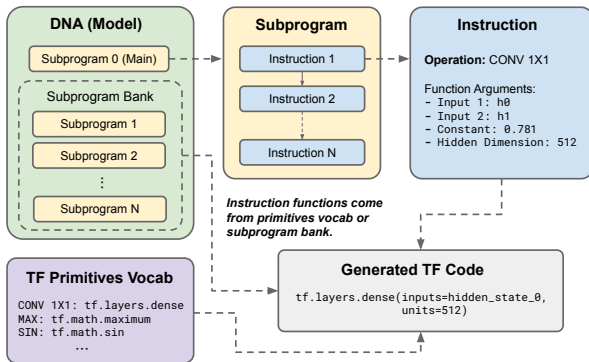 DNA (Model)
Subprogram 0 (Main)
Subprogram Bank
Subprogram 1
Subprogram 2
⋮
Subprogram N
Subprogram
Instruction 1
Instruction 2
Instruction N
Instruction
Operation: CONV 1X1
Function Arguments:
- Input 1: h0
- Input 2: h1
- Constant: 0.781
- Hidden Dimension: 512
Instruction functions come
from primitives vocab or
subprogram bank.
TF Primitives Vocab
CONV 1X1: tf.layers.dense
MAX: tf.math.maximum
SIN: tf.math.sin
...
Generated TF Code
tf.layers.dense(inputs=hidden_state_0,
units=512)